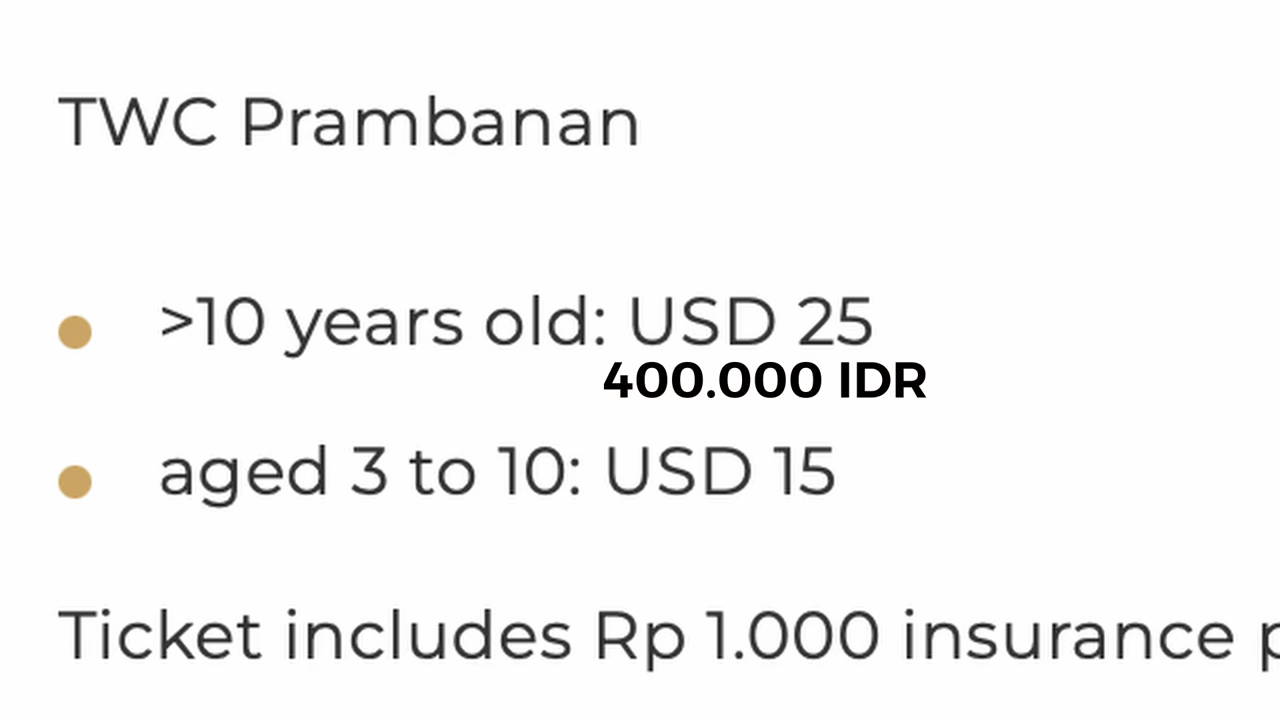 TWC Prambanan
>10 years old: USD 25
400.000 IDR
aged 3 to 10: USD 15
Ticket includes Rp 1.000 insurance